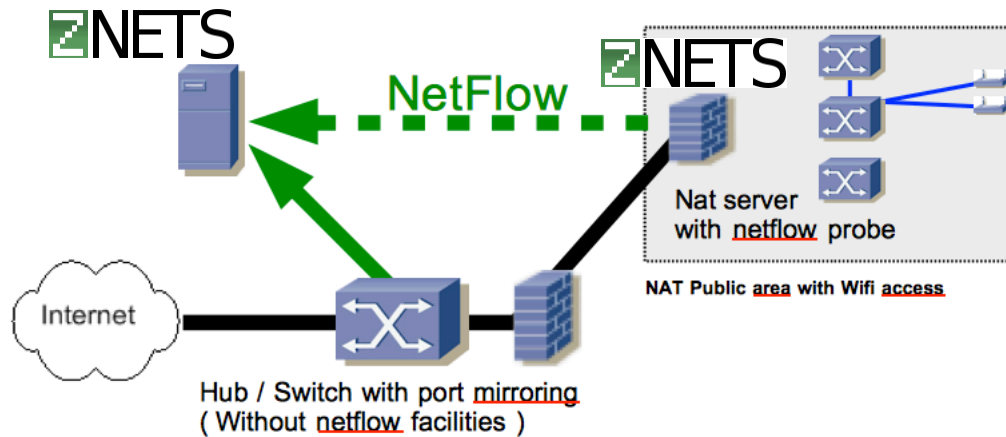 ZNETS
ZNETS
NetFlow
Nat server
with netflow probe
NAT Public area with Wifi access
Internet
Hub / Switch with port mirroring
( Without netflow facilities )